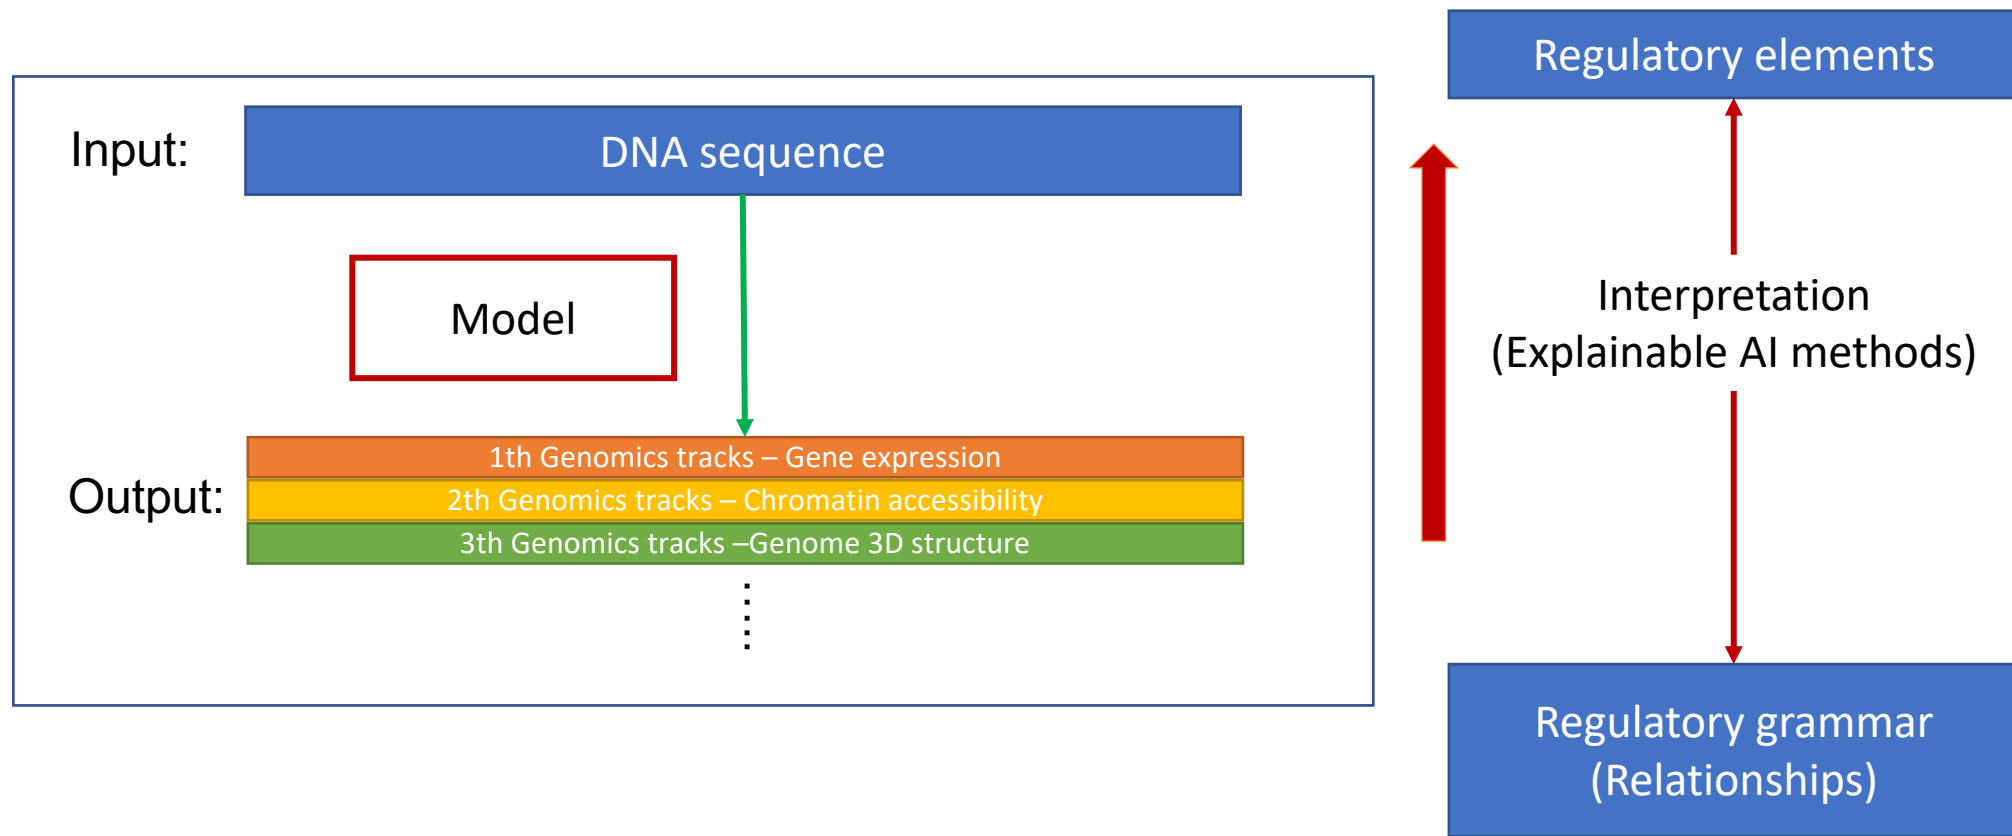 Regulatory elements
Input:
DNA sequence
Model
Interpretation
(Explainable AI methods)
1th Genomics tracks – Gene expression
Output:
2th Genomics tracks – Chromatin accessibility
3th Genomics tracks –Genome 3D structure
Regulatory grammar
(Relationships)